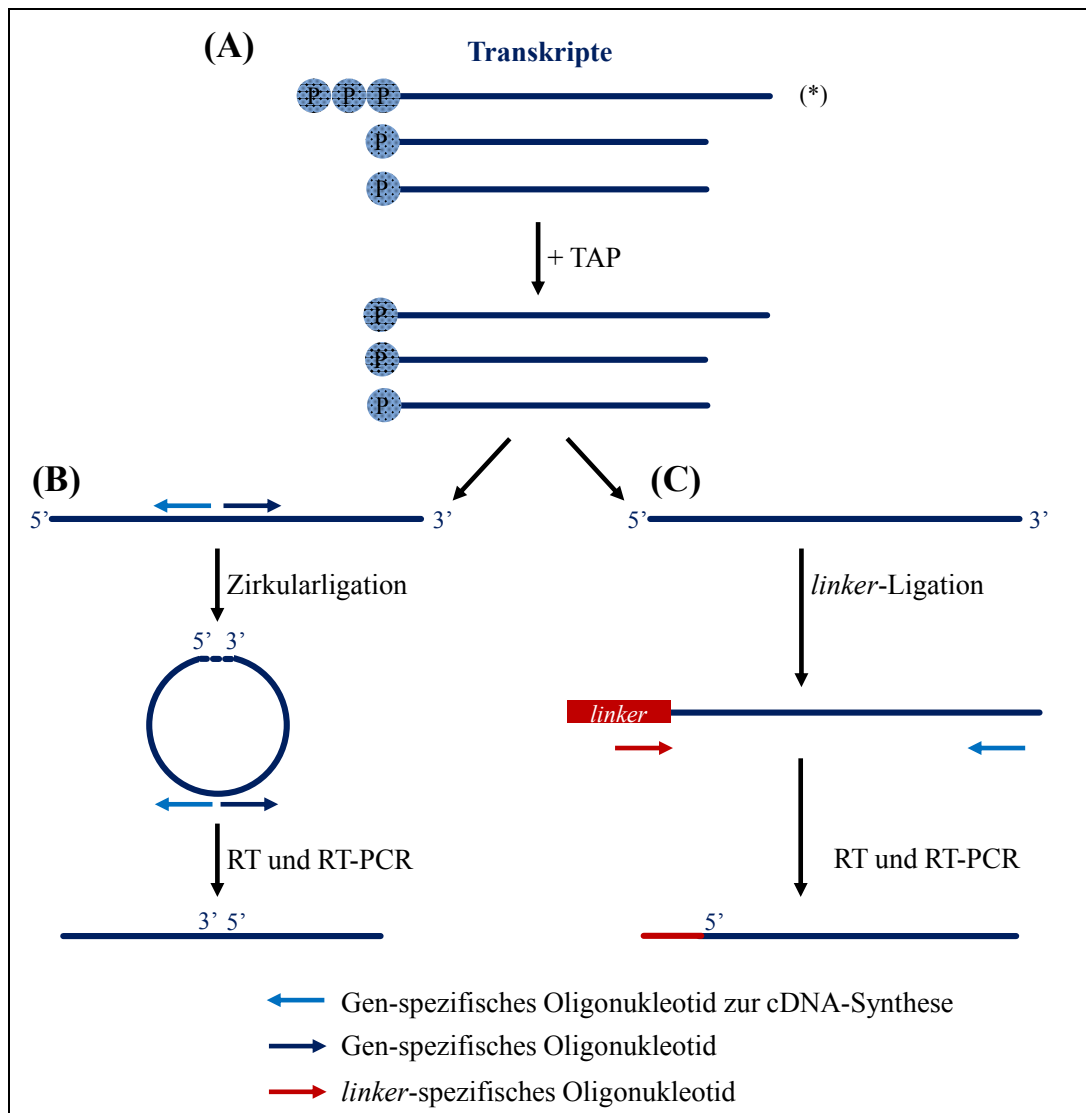 (A)
Transkripte
P P P (*)
P
P
+ TAP
P
P
P
(B) (C)
5’ 3’ 5’ 3’
Zirkularligation linker-Ligation
5’ 3’
linker
RT und RT-PCR RT und RT-PCR
3’ 5’ 5’
Gen-spezifisches Oligonukleotid zur cDNA-Synthese
Gen-spezifisches Oligonukleotid
linker-spezifisches Oligonukleotid